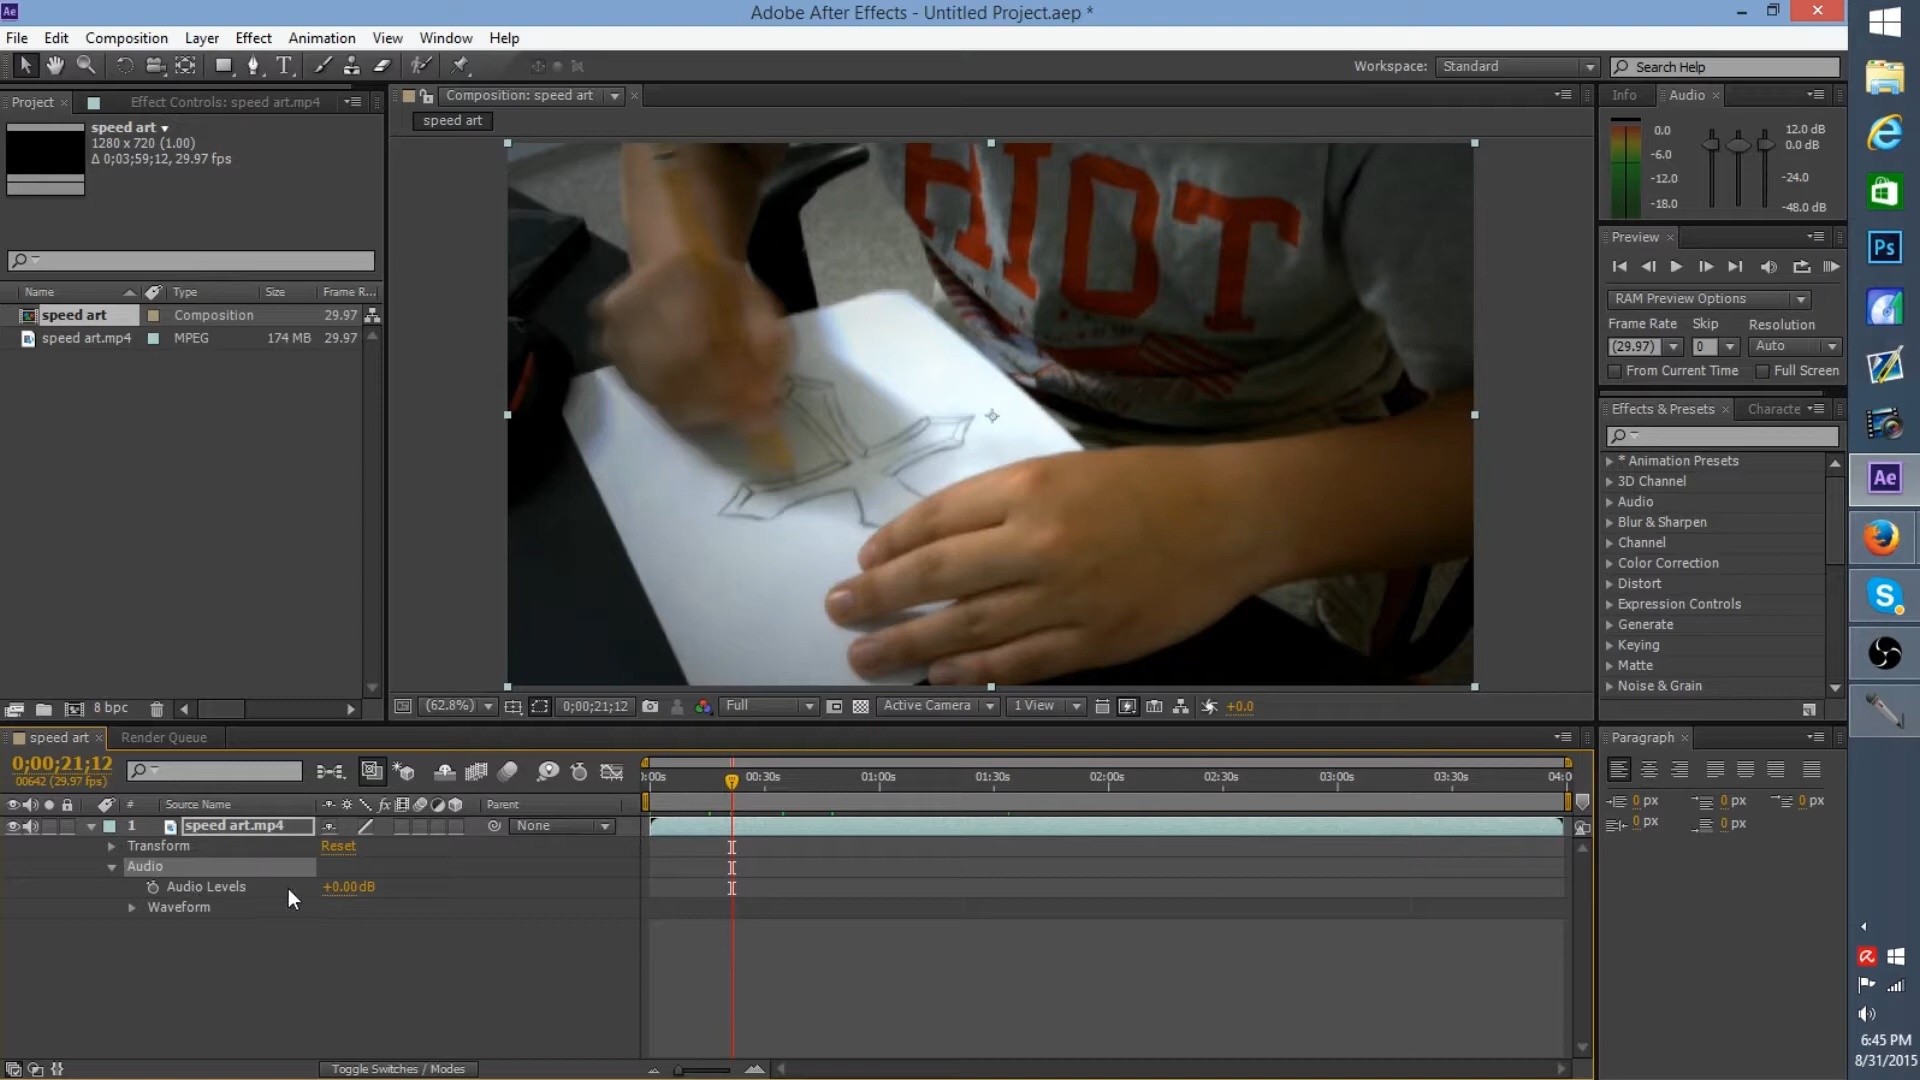 Ae
Adobe After Effects - Untitled Project.aep *
File Edit Composition Layer Effect Animation View Window Help
Workspace: Standard
Search Help
Project
Effect Controls: speed art.mp4
speed art
1280 x 720 (1.00)
Δ 0;03;59;12, 29.97 fps
Name Type Size Frame R...
speed art Composition 29.97
speed art.mp4 MPEG 174 MB 29.97
8 bpc
Composition: speed art
speed art
HDT
(62.8%) 0;00;21;12 Full Active Camera 1 View +0.0
Info Audio
0.0
-6.0
-12.0
-18.0
12.0 dB
0.0 dB
-24.0
-48.0 dB
Preview
RAM Preview Options
Frame Rate Skip Resolution
(29.97) 0 Auto
From Current Time Full Screen
Effects & Presets Characte
* Animation Presets
3D Channel
Audio
Blur & Sharpen
Channel
Color Correction
Distort
Expression Controls
Generate
Keying
Matte
Noise & Grain
speed art Render Queue
0;00;21;12
00642 (29.97 fps)
# Source Name fx Parent
1 speed art.mp4 None
Transform Reset
Audio
Audio Levels +0.00 dB
Waveform
Toggle Switches / Modes
):00s 00:30s 01:00s 01:30s 02:00s 02:30s 03:00s 03:30s 04:0
Paragraph
0 px 0 px 0 px
0 px 0 px
Ps
Ae
S
6:45 PM
8/31/2015